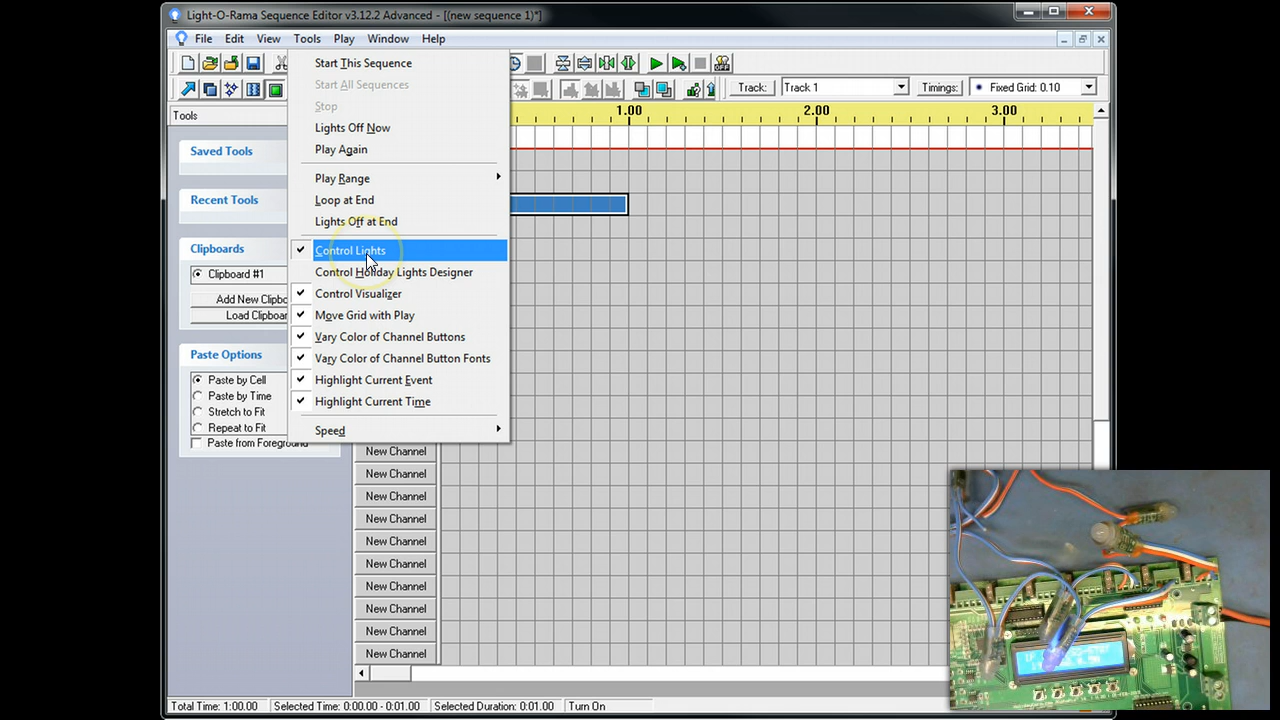 Light-O-Rama Sequence Editor v3.12.2 Advanced - [(new sequence 1)*]
File Edit View Tools Play Window Help
Start This Sequence
Start All Sequences
Stop
Lights Off Now
Play Again
Play Range
Loop at End
Lights Off at End
Control Lights
Control Holiday Lights Designer
Control Visualizer
Move Grid with Play
Vary Color of Channel Buttons
Vary Color of Channel Button Fonts
Highlight Current Event
Highlight Current Time
Speed
OFF
Track: Track 1 Timings: Fixed Grid: 0.10
1.00 2.00 3.00
Tools
Saved Tools
Recent Tools
Clipboards
Clipboard #1
Add New Clipbo
Load Clipboa
Paste Options
Paste by Cell
Paste by Time
Stretch to Fit
Repeat to Fit
Paste from Foreground
New Channel
New Channel
New Channel
New Channel
New Channel
New Channel
New Channel
New Channel
New Channel
New Channel
Total Time: 1:00.00 Selected Time: 0:00.00 - 0:01.00 Selected Duration: 0:01.00 Turn On